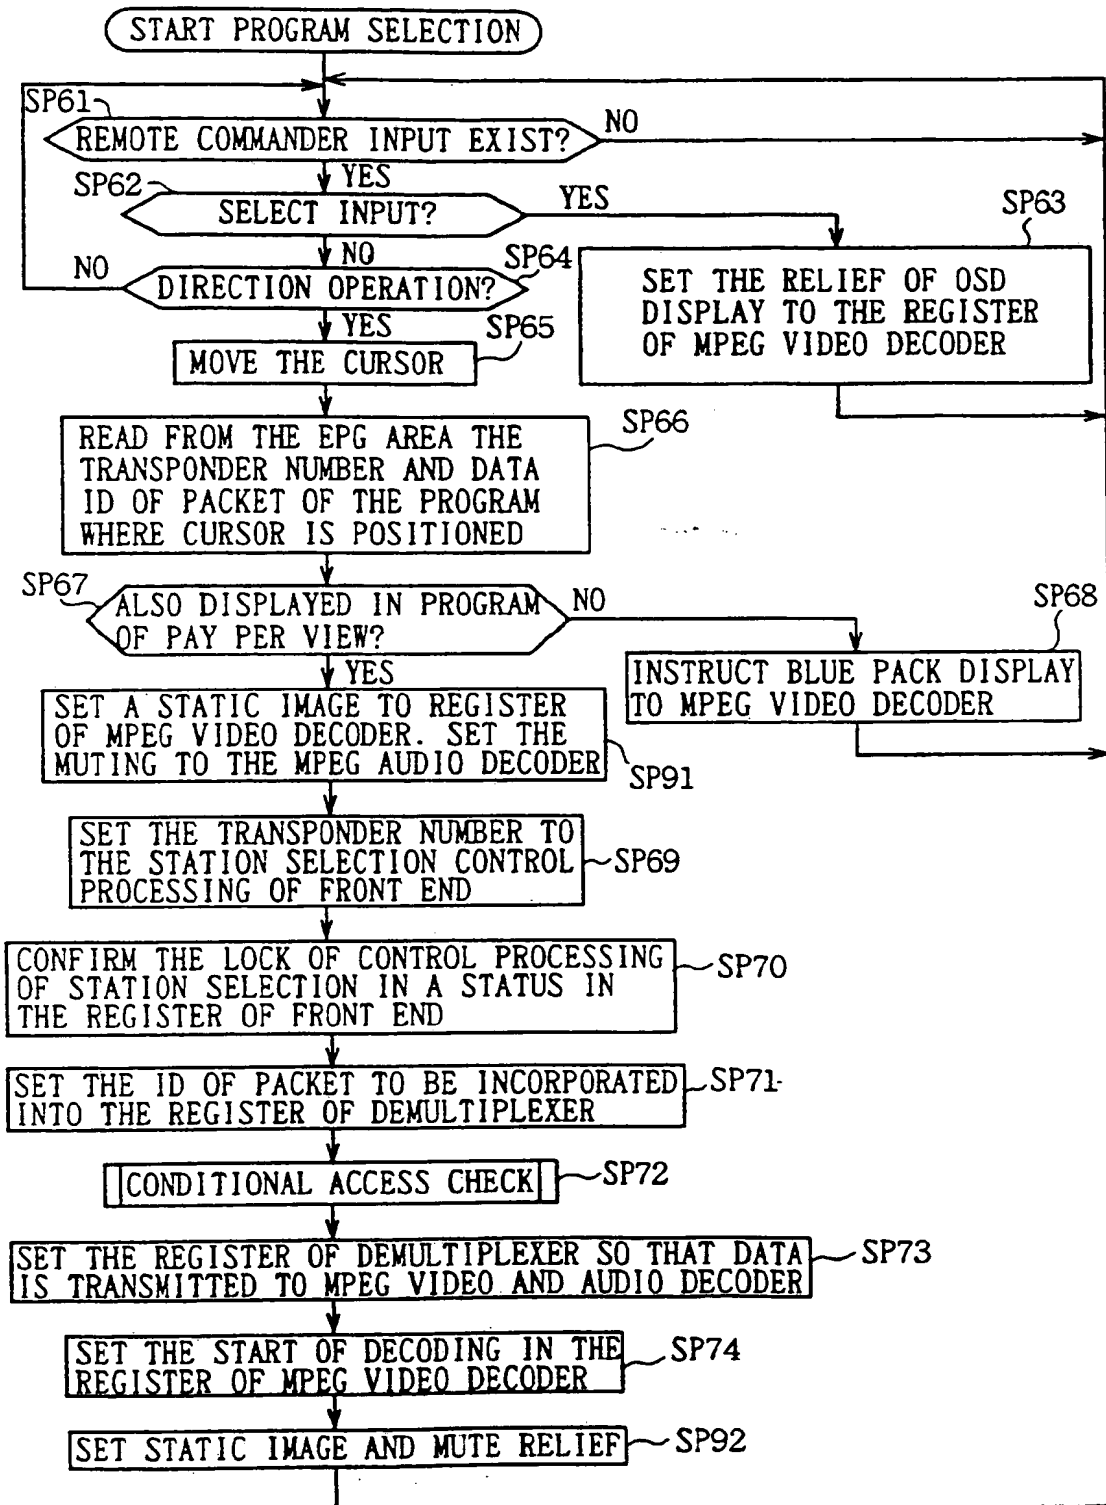 START PROGRAM SELECTION
SP61
REMOTE COMMANDER INPUT EXIST?
NO
YES
SP62
SELECT INPUT?
YES
SP63
NO
SP64
NO
DIRECTION OPERATION?
SET THE RELIEF OF OSD
DISPLAY TO THE REGISTER
OF MPEG VIDEO DECODER
YES
SP65
MOVE THE CURSOR
SP66
READ FROM THE EPG AREA THE
TRANSPONDER NUMBER AND DATA
ID OF PACKET OF THE PROGRAM
WHERE CURSOR IS POSITIONED
SP67
ALSO DISPLAYED IN PROGRAM
OF PAY PER VIEW?
NO
SP68
YES
INSTRUCT BLUE PACK DISPLAY
TO MPEG VIDEO DECODER
SET A STATIC IMAGE TO REGISTER
OF MPEG VIDEO DECODER. SET THE
MUTING TO THE MPEG AUDIO DECODER
SP91
SET THE TRANSPONDER NUMBER TO
THE STATION SELECTION CONTROL
PROCESSING OF FRONT END
SP69
CONFIRM THE LOCK OF CONTROL PROCESSING
OF STATION SELECTION IN A STATUS IN
THE REGISTER OF FRONT END
SP70
SET THE ID OF PACKET TO BE INCORPORATED
INTO THE REGISTER OF DEMULTIPLEXER
SP71
CONDITIONAL ACCESS CHECK
SP72
SET THE REGISTER OF DEMULTIPLEXER SO THAT DATA
IS TRANSMITTED TO MPEG VIDEO AND AUDIO DECODER
SP73
SET THE START OF DECODING IN THE
REGISTER OF MPEG VIDEO DECODER
SP74
SET STATIC IMAGE AND MUTE RELIEF
SP92